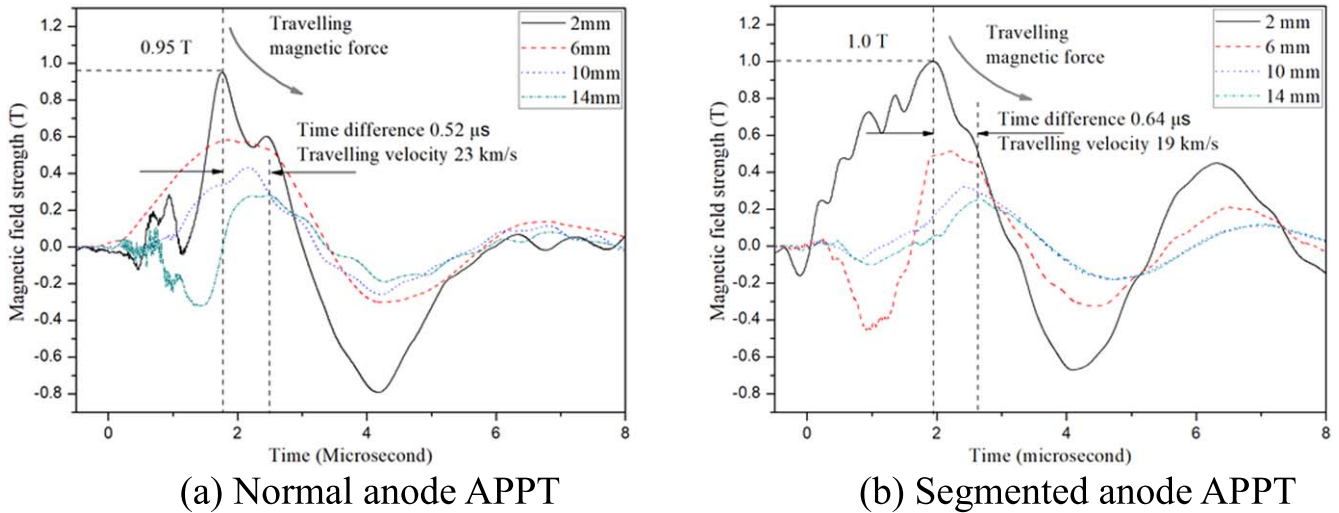 1.2
1.0
0.8
0.6
0.4
0.2
0.0
-0.2
-0.4
-0.6
-0.8
Magnetic field strength (T)
0.95 T
Travelling
magnetic force
2mm
6mm
10mm
14mm
Time difference 0.52 μs
Travelling velocity 23 km/s
0 2 4 6 8
Time (Microsecond)
(a) Normal anode APPT
1.2
1.0
0.8
0.6
0.4
0.2
0.0
-0.2
-0.4
-0.6
-0.8
Magnetic field strength (T)
1.0 T
Travelling
magnetic force
2 mm
6 mm
10 mm
14 mm
Time difference 0.64 μs
Travelling velocity 19 km/s
0 2 4 6 8
Time (microsecond)
(b) Segmented anode APPT